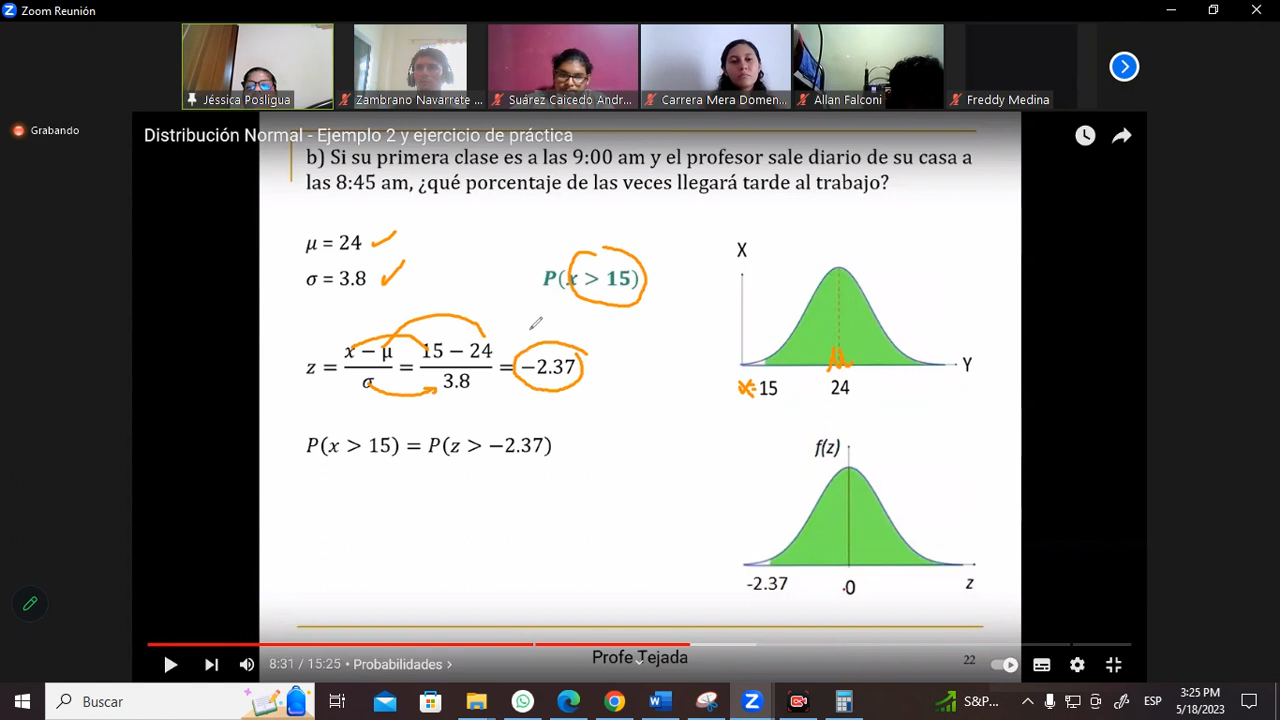 Zoom Reunión
Jéssica Posligua
Zambrano Navarrete ...
Suárez Caicedo Andr...
Carrera Mera Domen...
Allan Falconi
Freddy Medina
Grabando
Distribución Normal - Ejemplo 2 y ejercicio de práctica
b) Si su primera clase es a las 9:00 am y el profesor sale diario de su casa a
las 8:45 am, ¿qué porcentaje de las veces llegará tarde al trabajo?
μ = 24
σ = 3.8
P(x > 15)
z = (x − μ)/σ = (15 − 24)/3.8 = −2.37
P(x > 15) = P(z > −2.37)
X
Y
x 15
μ
24
f(z)
-2.37
0
z
Profe Tejada
22
8:31 / 15:25 • Probabilidades >
Buscar
S&P...
ESP
3:25 PM
5/18/2023